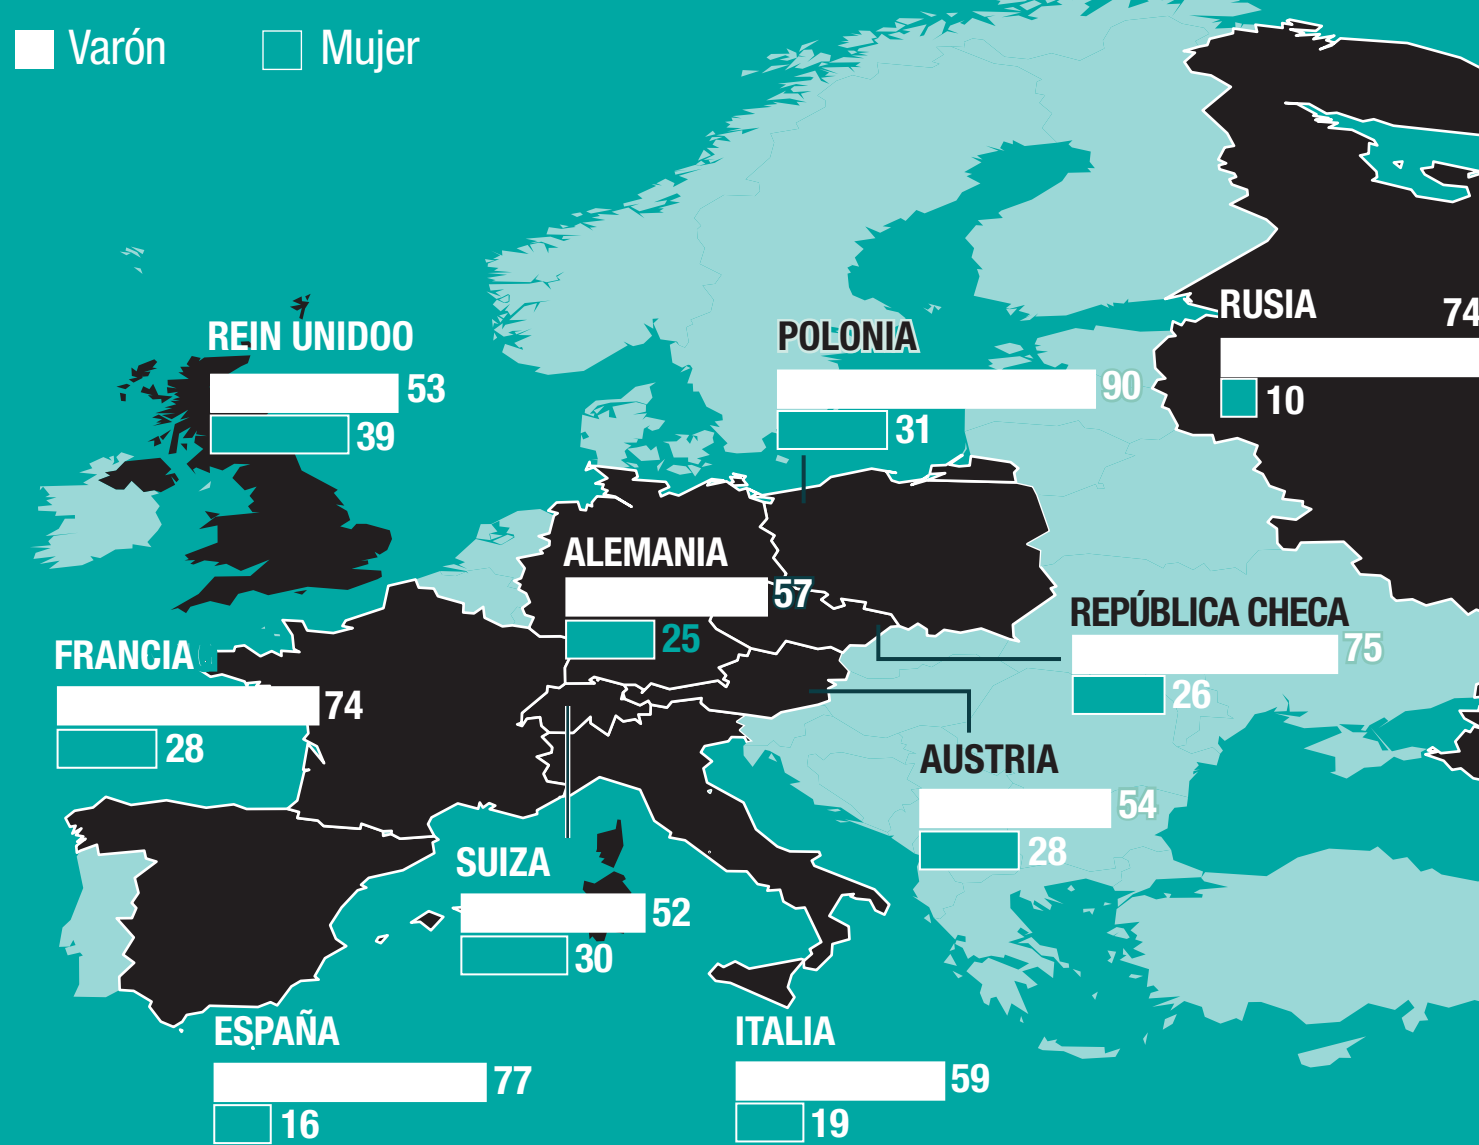 Varón
Mujer
REIN UNIDOO
53
39
POLONIA
90
31
RUSIA
74
10
ALEMANIA
57
25
REPÚBLICA CHECA
75
26
FRANCIA
74
28
AUSTRIA
54
28
SUIZA
52
30
ESPAÑA
77
16
ITALIA
59
19